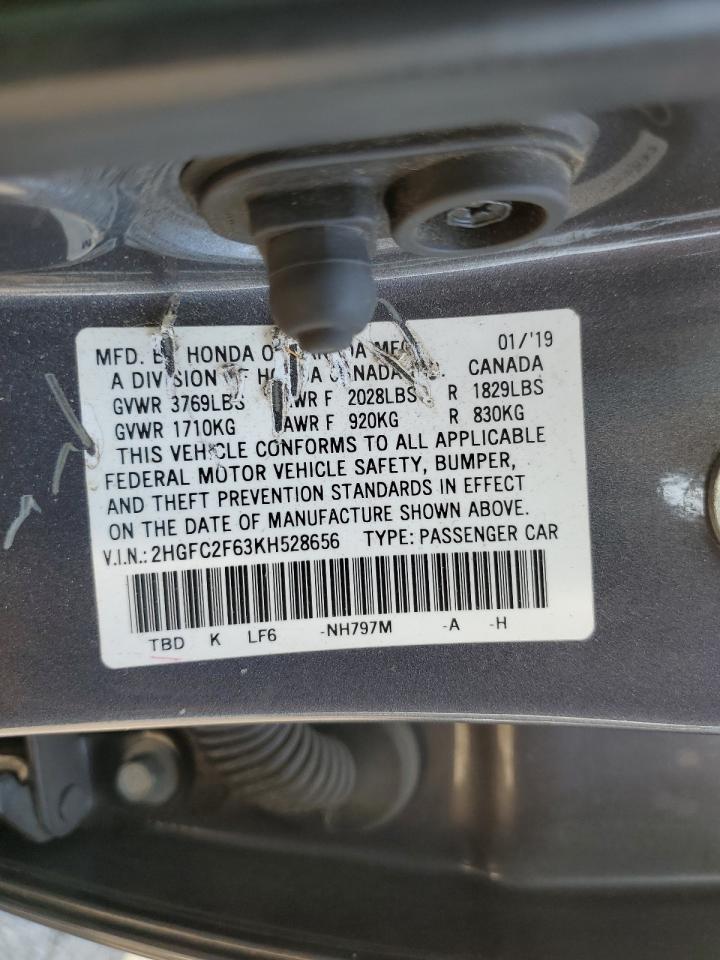 MFD. BY HONDA OF CANADA MFG. 01/'19
A DIVISION OF HONDA CANADA CANADA
GVWR 3769LBS GAWR F 2028LBS R 1829LBS
GVWR 1710KG GAWR F 920KG R 830KG
THIS VEHICLE CONFORMS TO ALL APPLICABLE
FEDERAL MOTOR VEHICLE SAFETY, BUMPER,
AND THEFT PREVENTION STANDARDS IN EFFECT
ON THE DATE OF MANUFACTURE SHOWN ABOVE.
V.I.N.: 2HGFC2F63KH528656 TYPE: PASSENGER CAR
TBD K LF6 -NH797M -A -H